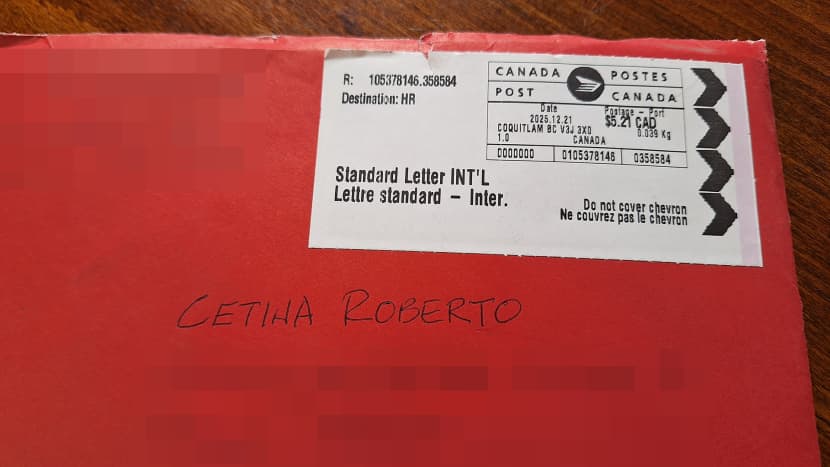 R: 105378146.358584
Destination: HR
CANADA POSTES
POST CANADA
Date Postage - Port
2025.12.21 $5.21 CAD
COQUITLAM BC V3J 3X0 0.039 Kg
1.0 CANADA
0000000 0105378146 0358584
Standard Letter INT'L
Lettre standard - Inter.
Do not cover chevron
Ne couvrez pas le chevron
CETIHA ROBERTO